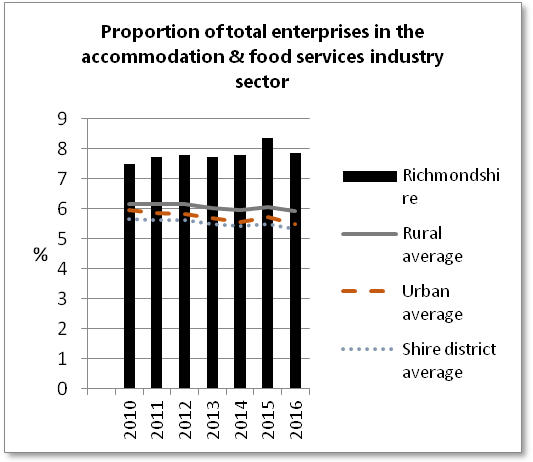 Proportion of total enterprises in the
accommodation & food services industry
sector
9
8
7
6
5
4
3
2
1
0
%
2010
2011
2012
2013
2014
2015
2016
Richmondshi
re
Rural
average
Urban
average
Shire district
average